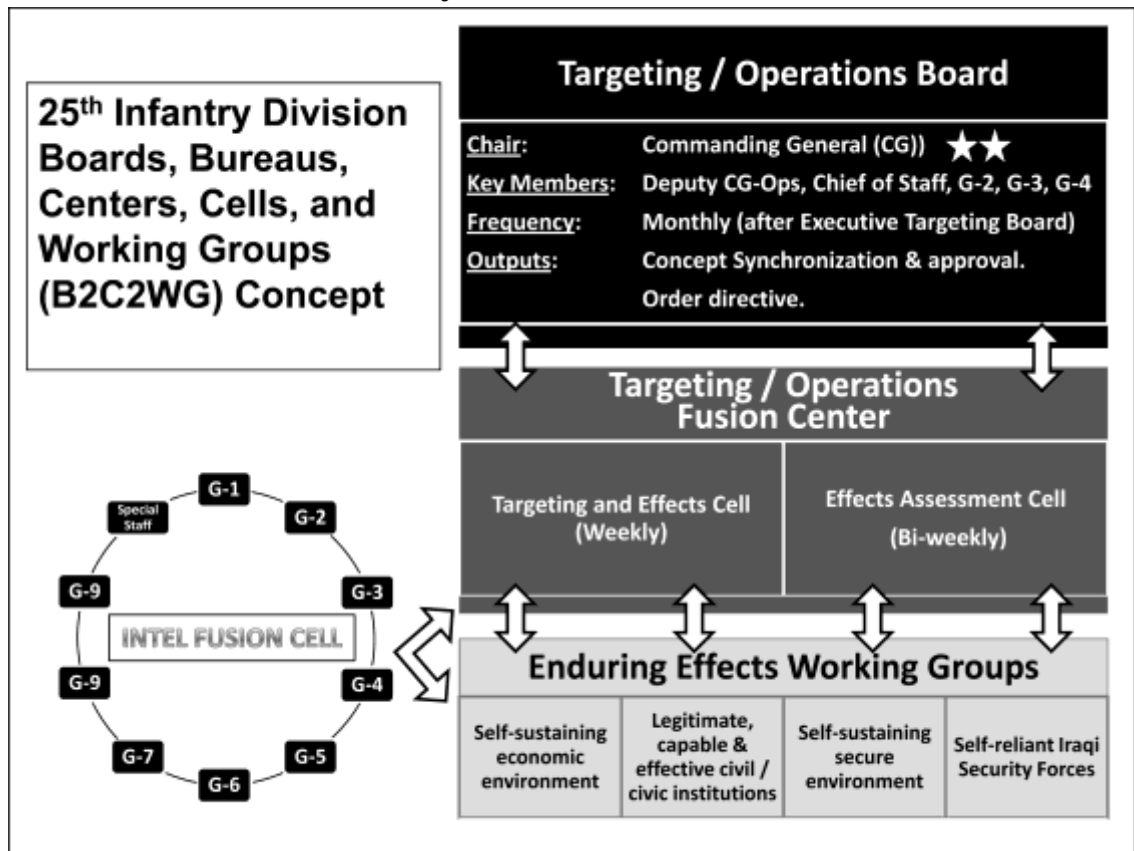 25th Infantry Division
Boards, Bureaus,
Centers, Cells, and
Working Groups
(B2C2WG) Concept
Targeting / Operations Board
Chair: Commanding General (CG))
Key Members: Deputy CG-Ops, Chief of Staff, G-2, G-3, G-4
Frequency: Monthly (after Executive Targeting Board)
Outputs: Concept Synchronization & approval.
Order directive.
Targeting / Operations
Fusion Center
Targeting and Effects Cell
(Weekly)
Effects Assessment Cell
(Bi-weekly)
Enduring Effects Working Groups
Self-sustaining
economic
environment
Legitimate,
capable &
effective civil /
civic institutions
Self-sustaining
secure
environment
Self-reliant Iraqi
Security Forces
G-1
G-2
G-3
G-4
G-5
G-6
G-7
G-9
G-9
Special
Staff
INTEL FUSION CELL